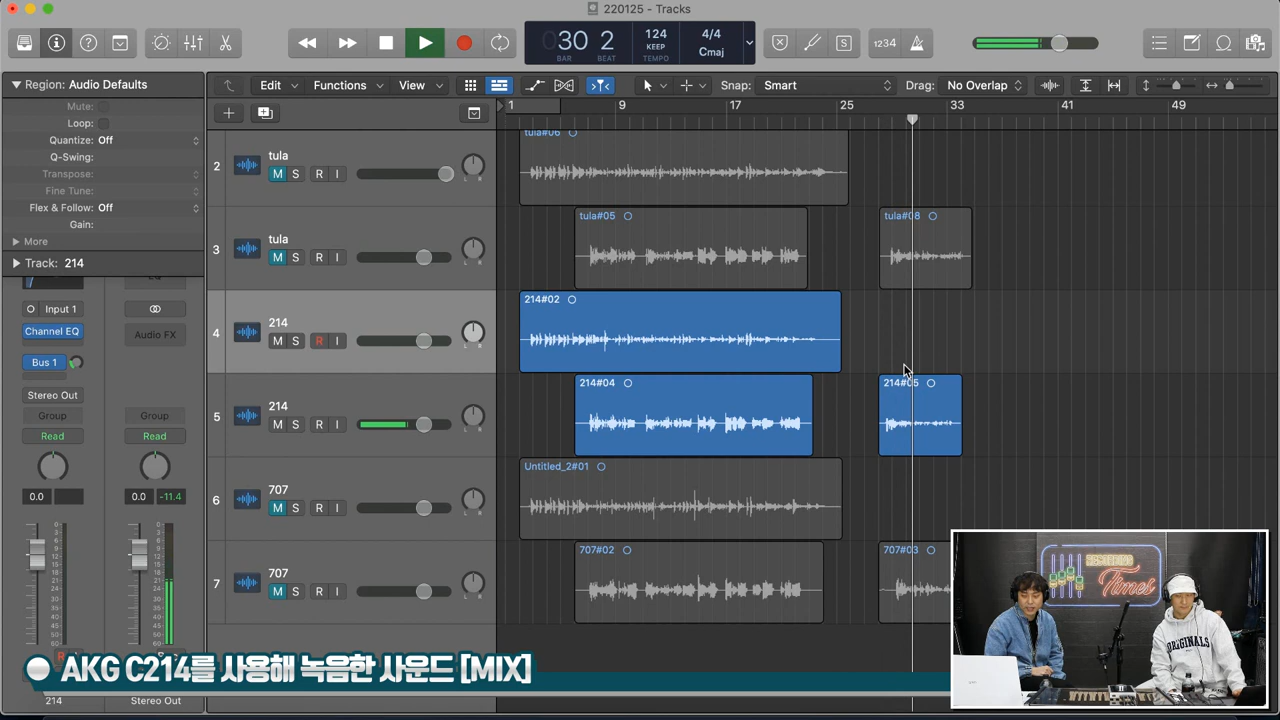 220125 - Tracks
30 2
BAR BEAT
124
KEEP
TEMPO
4/4
Cmaj
1234
Region: Audio Defaults
Mute:
Loop:
Quantize: Off
Q-Swing:
Transpose:
Fine Tune:
Flex & Follow: Off
Gain:
More
Track: 214
Edit Functions View
Snap: Smart
Drag: No Overlap
1 9 17 25 33 41 49
2 tula
M S R I
tula#06
3 tula
M S R I
tula#05 tula#08
4 214
M S R I
214#02
5 214
M S R I
214#04 214#05
6 707
M S R I
Untitled_2#01
7 707
M S R I
707#02 707#03
Input 1
Channel EQ Audio FX
Bus 1
Stereo Out
Group Group
Read Read
0.0 0.0 -11.4
Times
ORIGINALS
AKG C214를 사용해 녹음한 사운드 [MIX]
214 Stereo Out